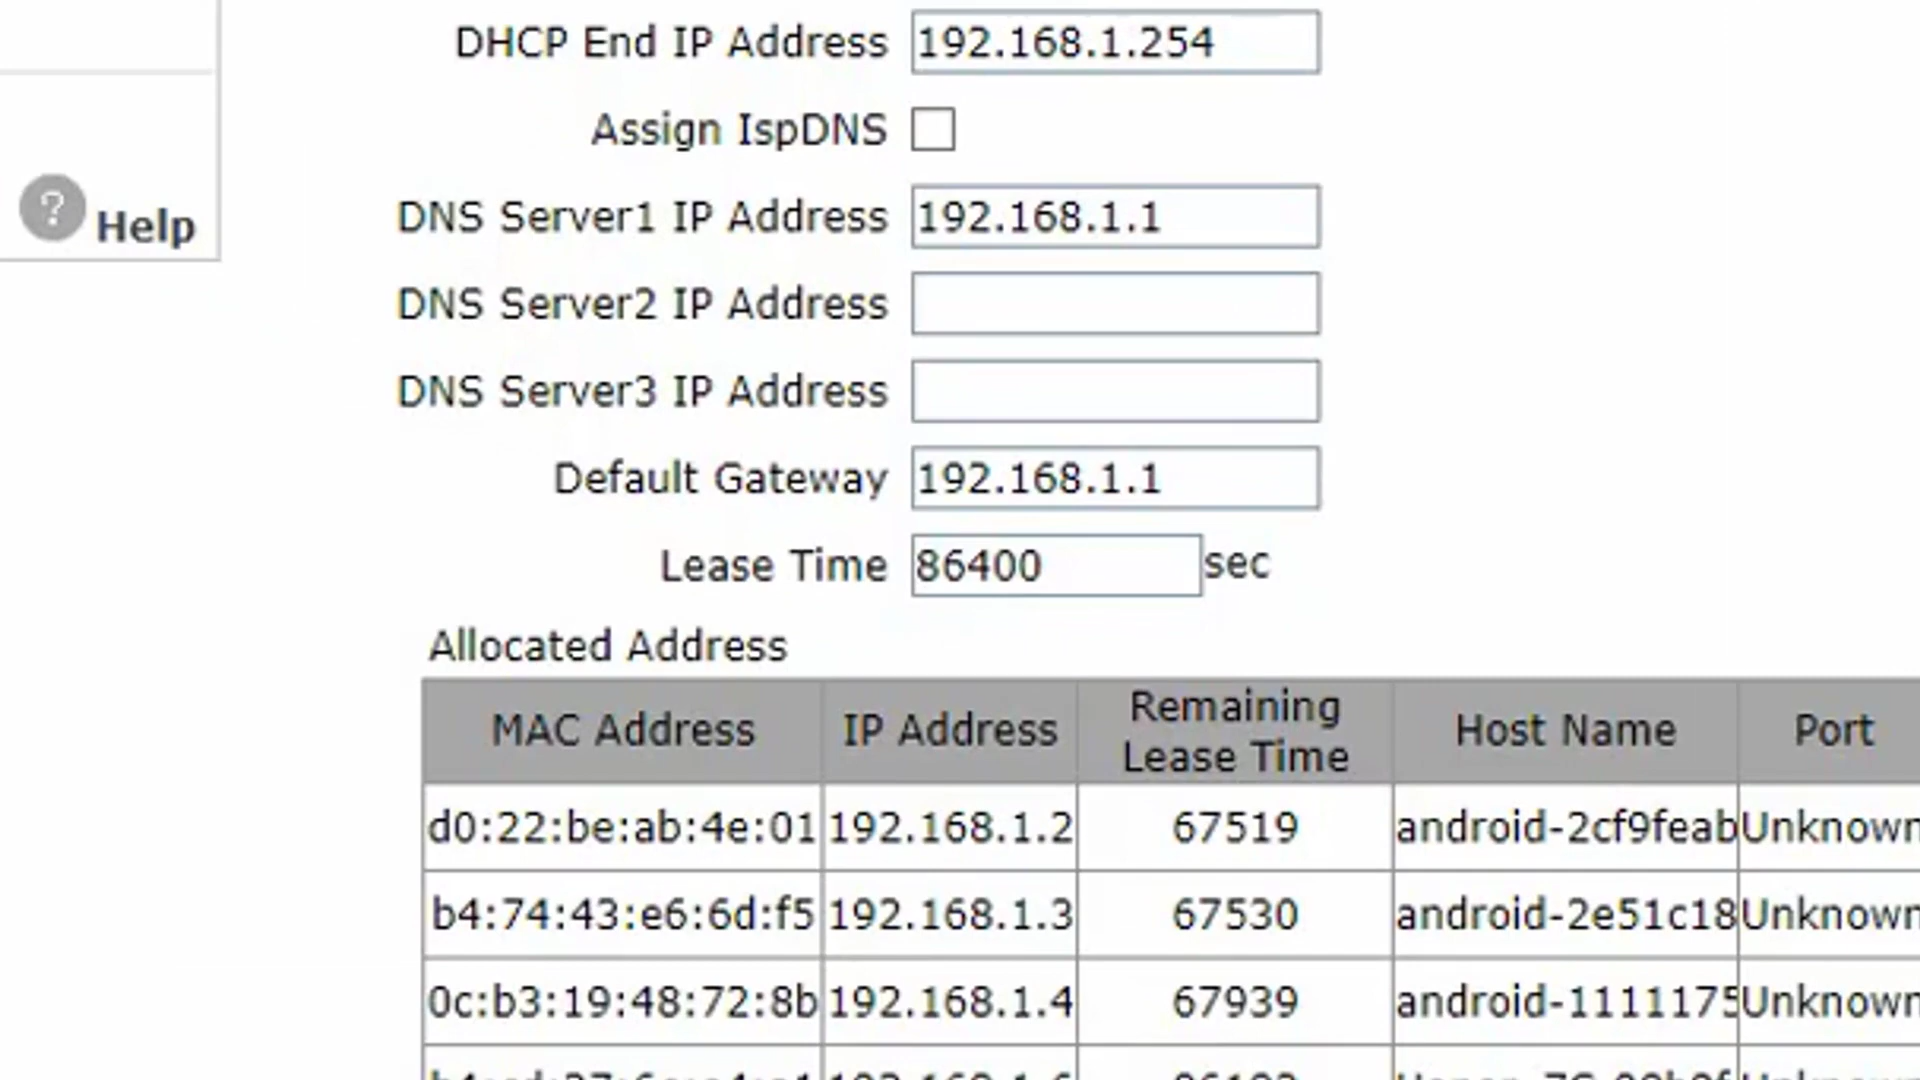 DHCP End IP Address 192.168.1.254
Assign IspDNS
? Help
DNS Server1 IP Address 192.168.1.1
DNS Server2 IP Address
DNS Server3 IP Address
Default Gateway 192.168.1.1
Lease Time 86400 sec
Allocated Address
MAC Address IP Address Remaining Lease Time Host Name Port
d0:22:be:ab:4e:01 192.168.1.2 67519 android-2cf9feab Unknown
b4:74:43:e6:6d:f5 192.168.1.3 67530 android-2e51c18 Unknown
0c:b3:19:48:72:8b 192.168.1.4 67939 android-1111175 Unknown